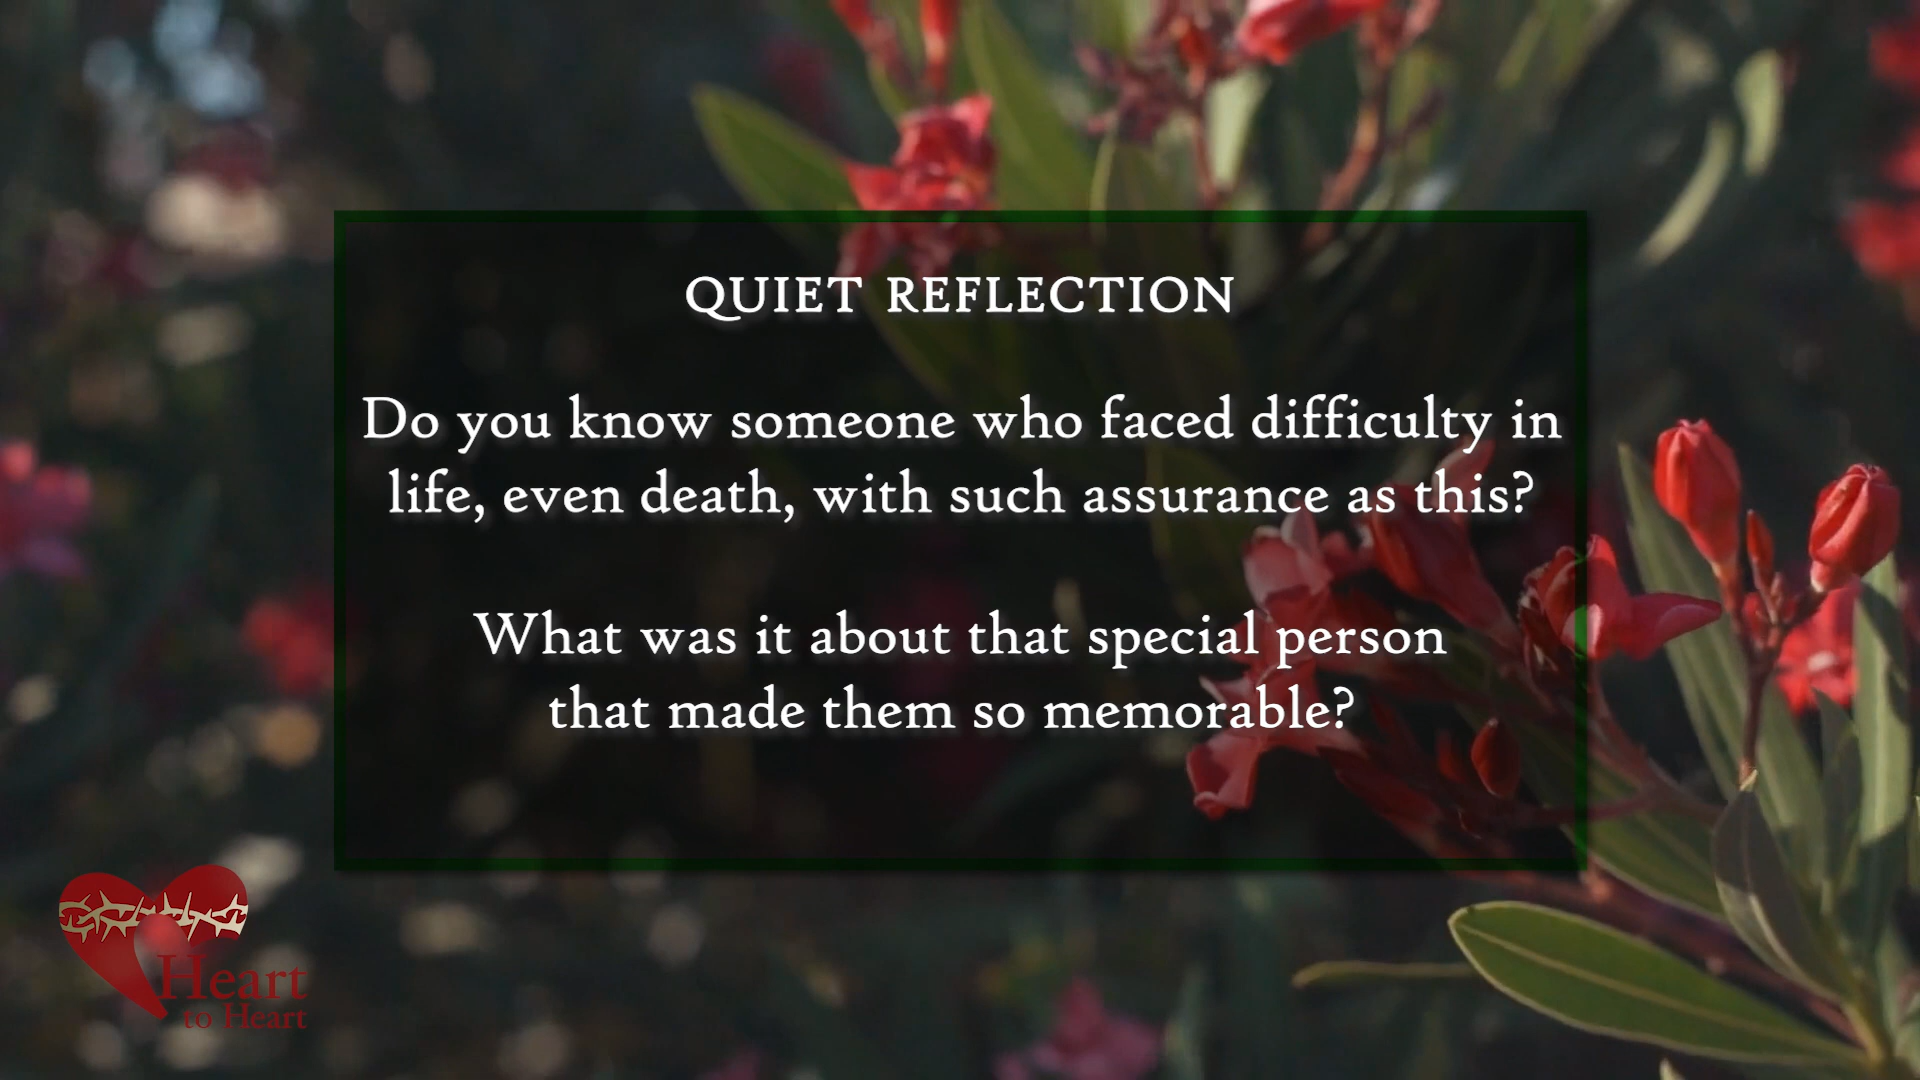 QUIET REFLECTION
Do you know someone who faced difficulty in
life, even death, with such assurance as this?
What was it about that special person
that made them so memorable?
Heart
to Heart